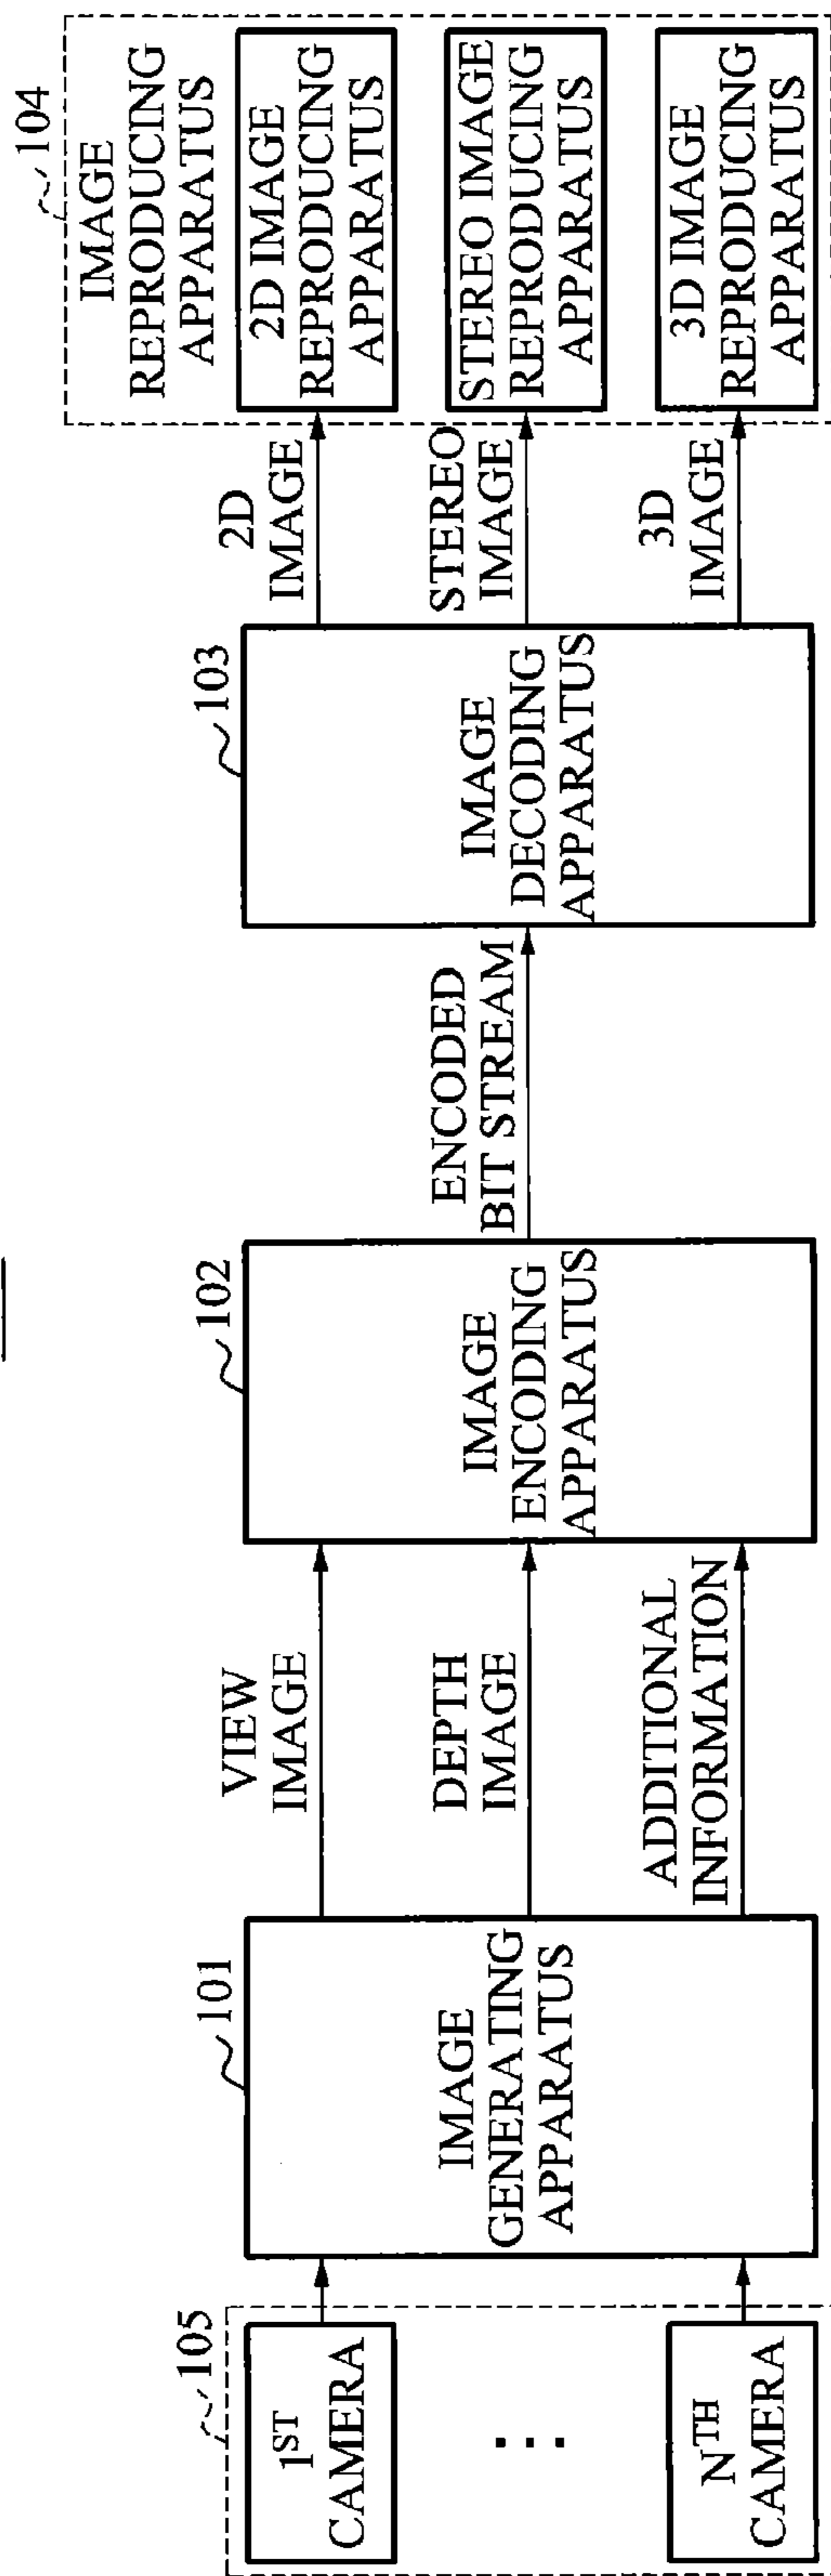 105
1ST
CAMERA
...
NTH
CAMERA
101
IMAGE
GENERATING
APPARATUS
VIEW
IMAGE
DEPTH
IMAGE
ADDITIONAL
INFORMATION
102
IMAGE
ENCODING
APPARATUS
ENCODED
BIT STREAM
103
IMAGE
DECODING
APPARATUS
2D
IMAGE
STEREO
IMAGE
3D
IMAGE
104
IMAGE
REPRODUCING
APPARATUS
2D IMAGE
REPRODUCING
APPARATUS
STEREO IMAGE
REPRODUCING
APPARATUS
3D IMAGE
REPRODUCING
APPARATUS